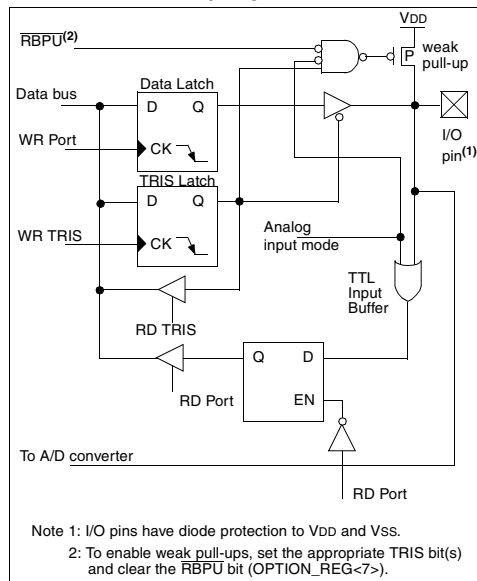 VDD
RBPU(2)
P
weak
pull-up
Data Latch
Data bus
D Q
WR Port
CK
I/O
pin(1)
TRIS Latch
D Q
WR TRIS
CK
Analog
input mode
TTL
Input
Buffer
RD TRIS
Q D
RD Port
EN
To A/D converter
RD Port
Note 1: I/O pins have diode protection to VDD and VSS.
2: To enable weak pull-ups, set the appropriate TRIS bit(s)
and clear the RBPU bit (OPTION_REG<7>).